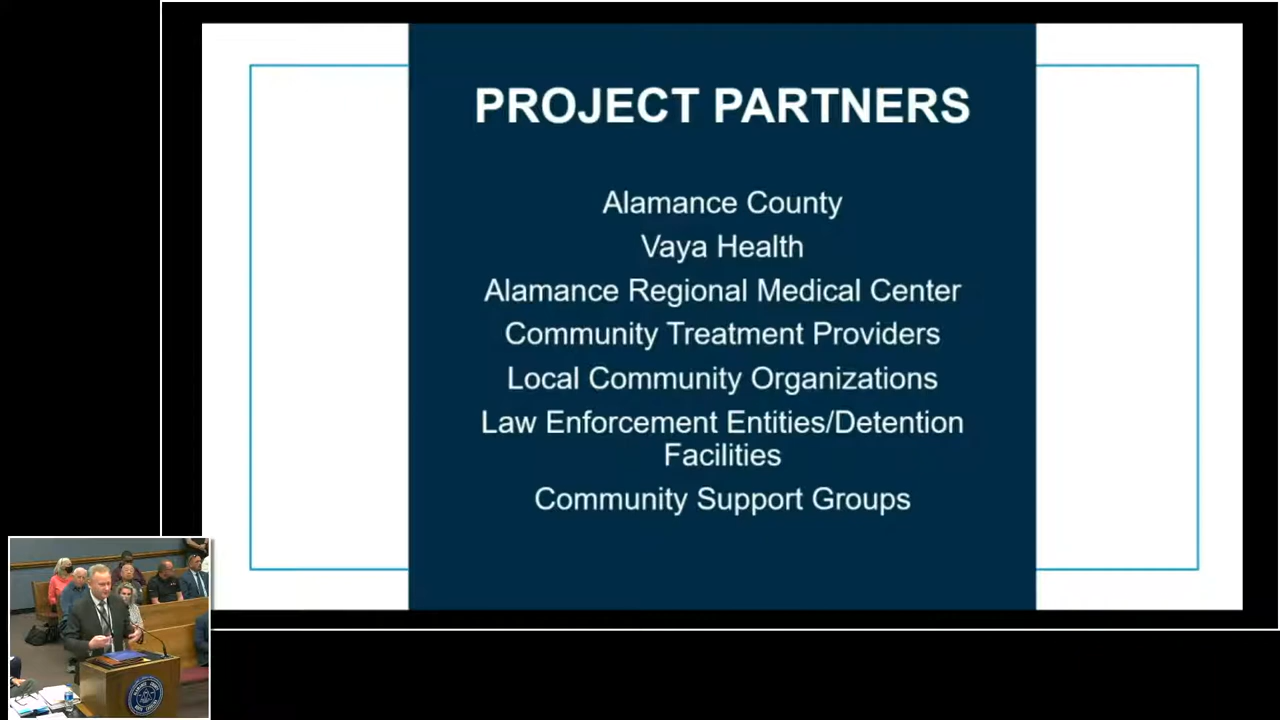 PROJECT PARTNERS
Alamance County
Vaya Health
Alamance Regional Medical Center
Community Treatment Providers
Local Community Organizations
Law Enforcement Entities/Detention
Facilities
Community Support Groups